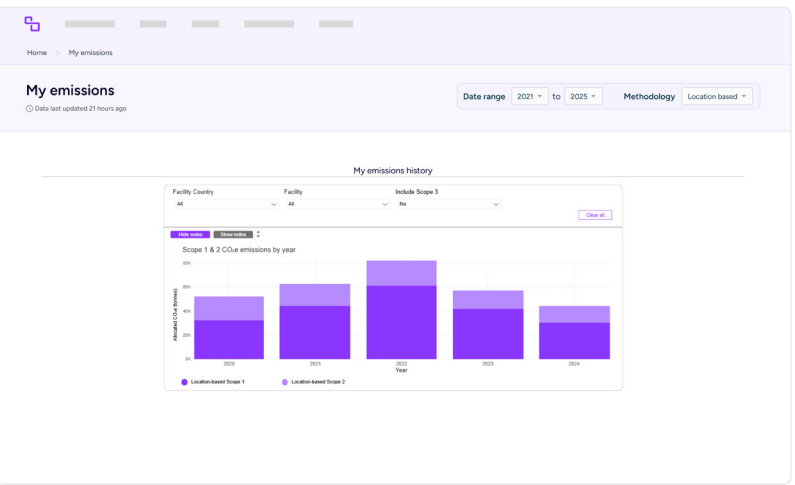 Home > My emissions
My emissions
Data last updated 21 hours ago
Date range 2021 to 2025 Methodology Location based
My emissions history
Facility Country Facility Include Scope 3
All All No
Clear all
Hide notes Show notes
Scope 1 & 2 CO₂e emissions by year
Allocated CO₂e (tonnes)
80K
60K
40K
20K
0K
2020 2021 2022 2023 2024
Year
Location-based Scope 1 Location-based Scope 2